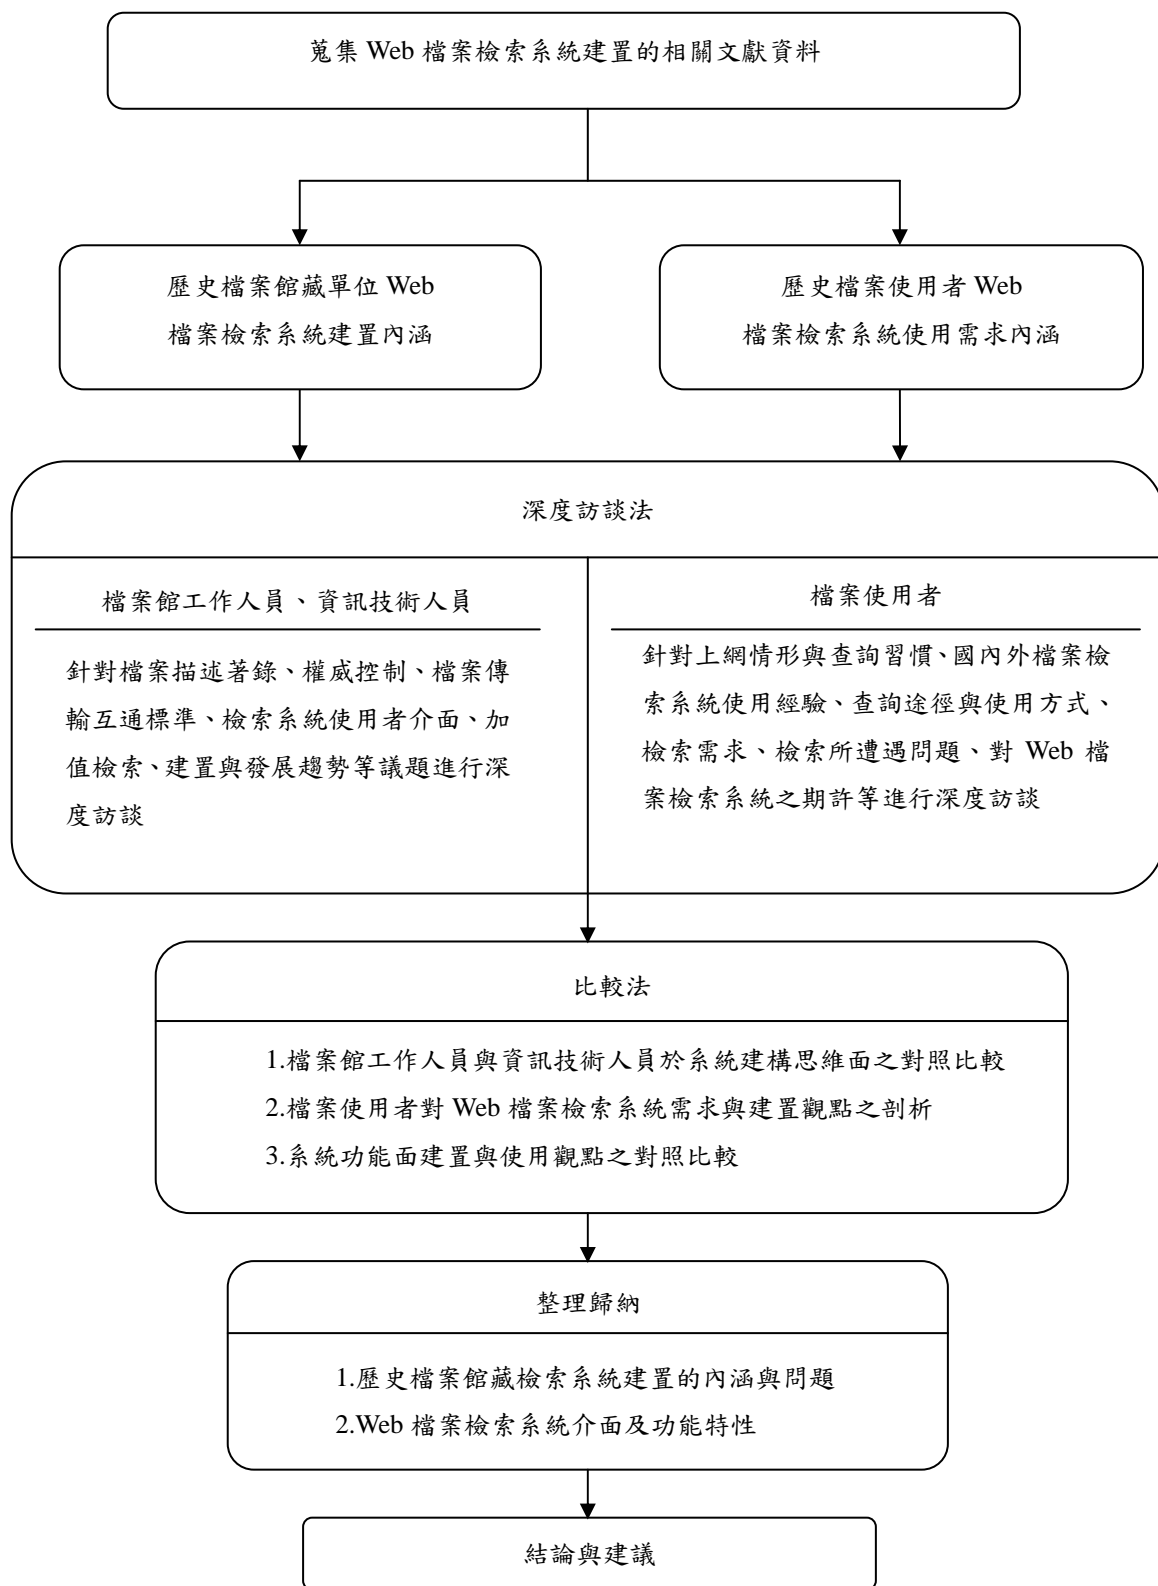 蒐集 Web 檔案檢索系統建置的相關文獻資料
歷史檔案館藏單位 Web
檔案檢索系統建置內涵
歷史檔案使用者 Web
檔案檢索系統使用需求內涵
深度訪談法
檔案館工作人員、資訊技術人員
針對檔案描述著錄、權威控制、檔案傳
輸互通標準、檢索系統使用者介面、加
值檢索、建置與發展趨勢等議題進行深
度訪談
檔案使用者
針對上網情形與查詢習慣、國內外檔案檢
索系統使用經驗、查詢途徑與使用方式、
檢索需求、檢索所遭遇問題、對 Web 檔
案檢索系統之期許等進行深度訪談
比較法
1.檔案館工作人員與資訊技術人員於系統建構思維面之對照比較
2.檔案使用者對 Web 檔案檢索系統需求與建置觀點之剖析
3.系統功能面建置與使用觀點之對照比較
整理歸納
1.歷史檔案館藏檢索系統建置的內涵與問題
2.Web 檔案檢索系統介面及功能特性
結論與建議